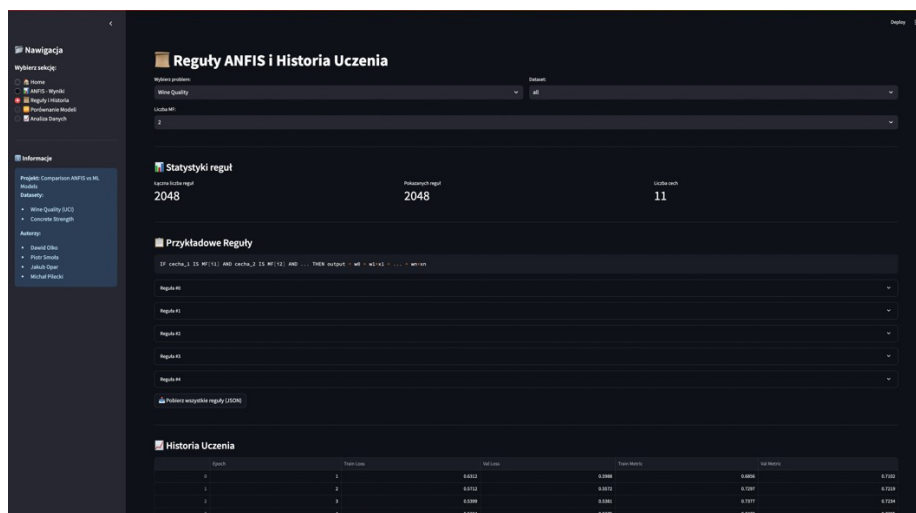 Deploy
Nawigacja
Wybierz sekcję:
Home
ANFIS - Wyniki
Reguły i Historia
Porównanie Modeli
Analiza Danych
Informacje
Projekt: Comparison ANFIS vs ML
Models
Datasety:
Wine Quality (UCI)
Concrete Strength
Autorzy:
Dawid Olko
Piotr Smoła
Jakub Opar
Michał Pilecki
Reguły ANFIS i Historia Uczenia
Wybierz problem:
Dataset:
Wine Quality
all
Liczba MF:
2
Statystyki reguł
Łączna liczba reguł
Pokazanych reguł
Liczba cech
2048
2048
11
Przykładowe Reguły
IF cecha_1 IS MF[i1] AND cecha_2 IS MF[i2] AND ... THEN output = w0 + w1·x1 + ... + wn·xn
Reguła #0
Reguła #1
Reguła #2
Reguła #3
Reguła #4
Pobierz wszystkie reguły (JSON)
Historia Uczenia
Epoch Train Loss Val Loss Train Metric Val Metric
0 1 0.6312 0.5988 0.6856 0.7102
1 2 0.5712 0.5572 0.7297 0.7219
2 3 0.5399 0.5381 0.7377 0.7234